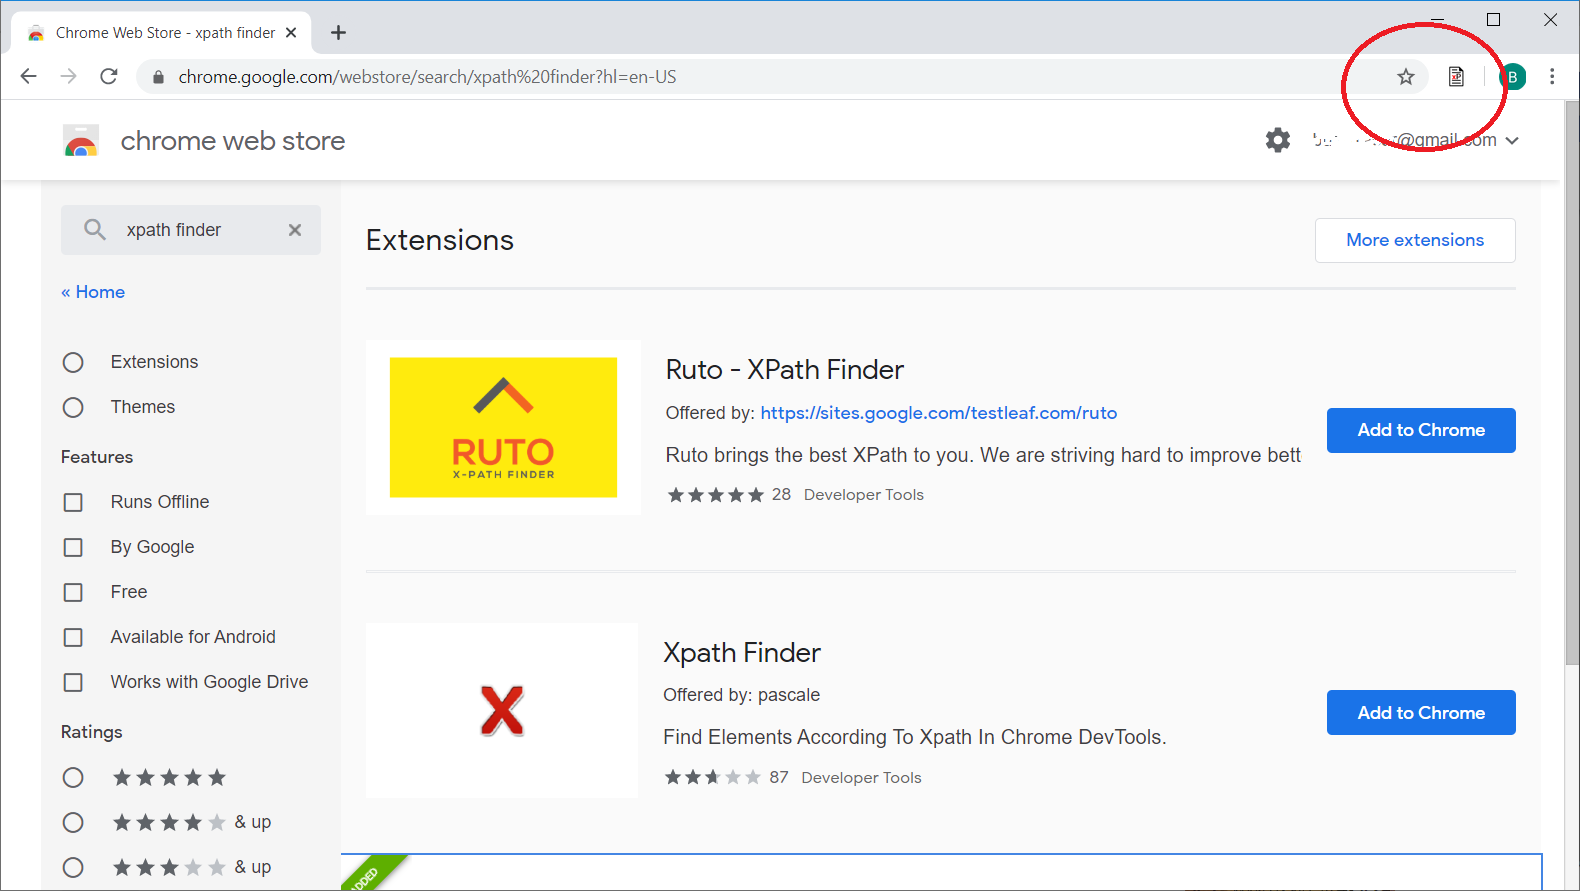 Chrome Web Store - xpath finder
chrome.google.com/webstore/search/xpath%20finder?hl=en-US
xP
B
chrome web store
@gmail.com
xpath finder
« Home
Extensions
Themes
Features
Runs Offline
By Google
Free
Available for Android
Works with Google Drive
Ratings
& up
& up
Extensions
More extensions
RUTO
X-PATH FINDER
Ruto - XPath Finder
Offered by: https://sites.google.com/testleaf.com/ruto
Ruto brings the best XPath to you. We are striving hard to improve bett
28 Developer Tools
Add to Chrome
X
Xpath Finder
Offered by: pascale
Find Elements According To Xpath In Chrome DevTools.
87 Developer Tools
Add to Chrome
ADDED